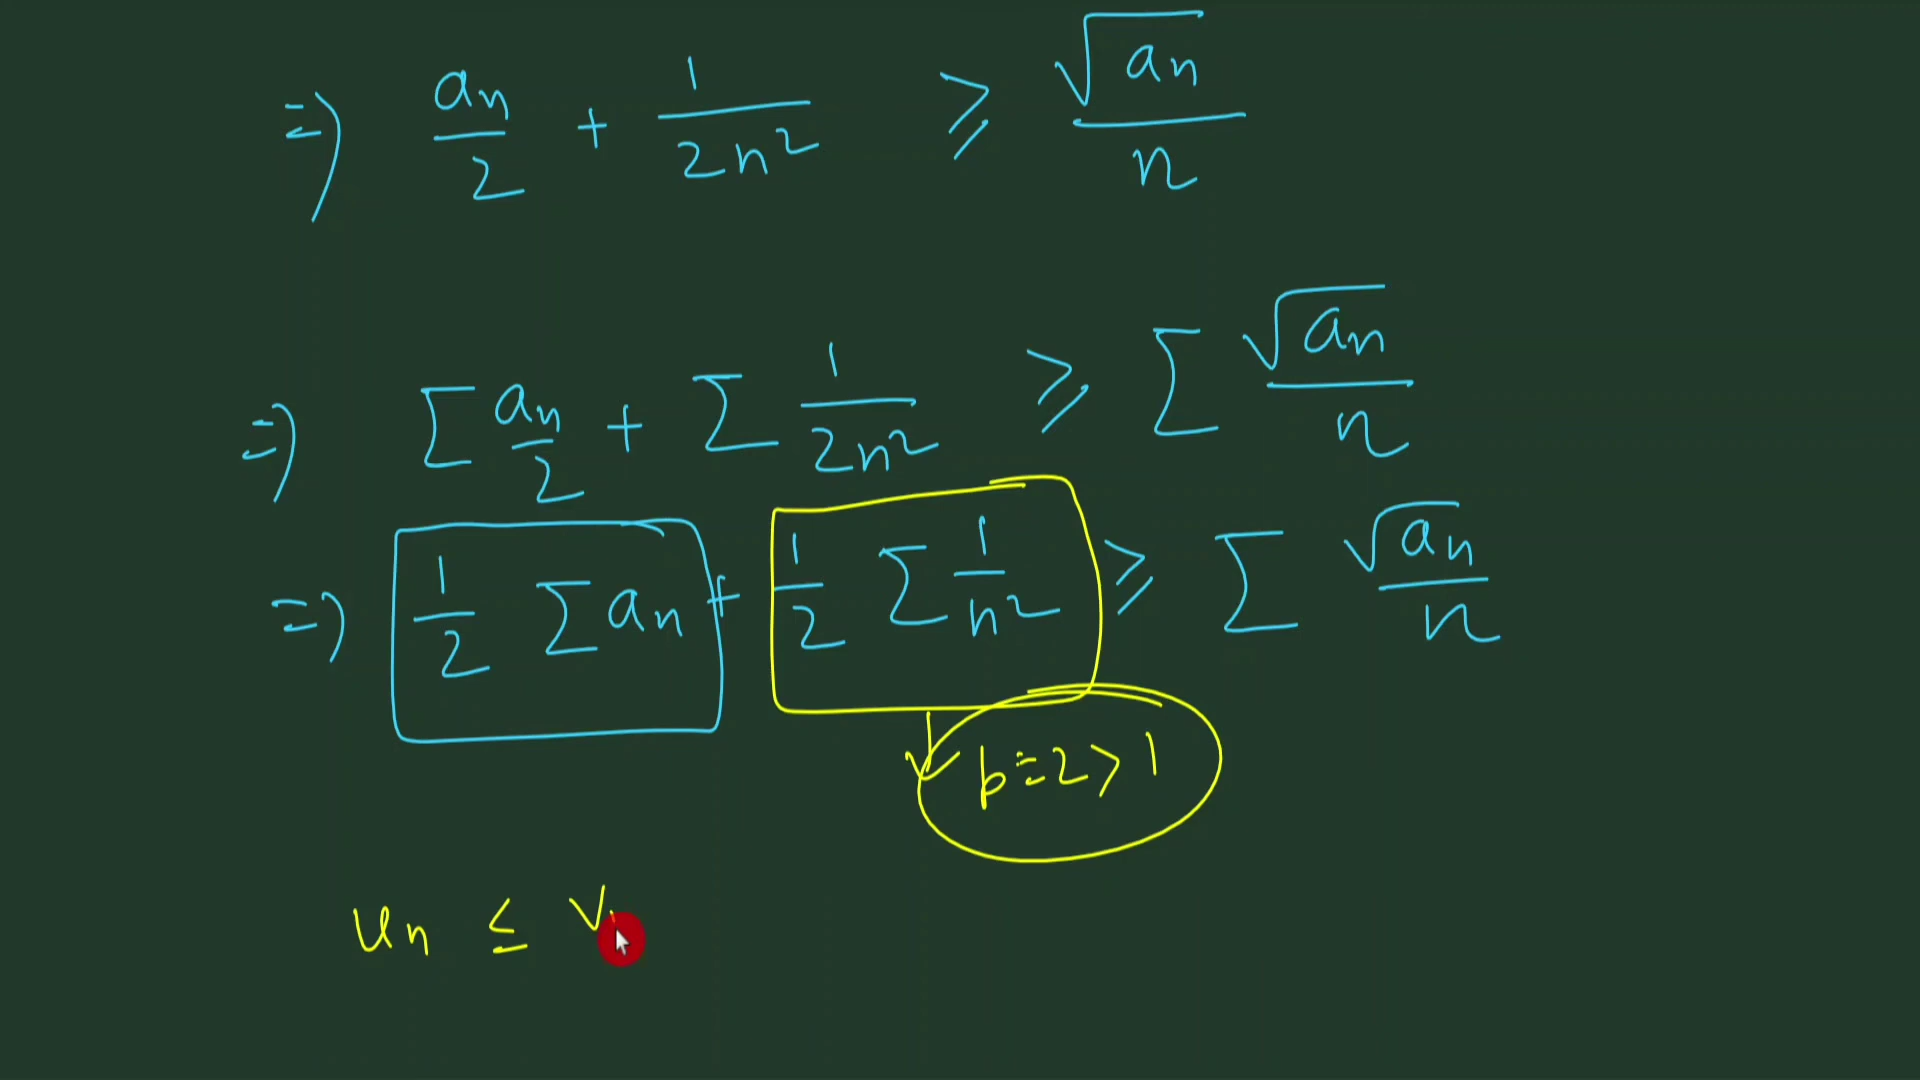 ⇒ an/2 + 1/2n² ⩾ √an/n
⇒ Σ an/2 + Σ 1/2n² ⩾ Σ √an/n
⇒ 1/2 Σ an + 1/2 Σ 1/n² ⩾ Σ √an/n
p=2>1
un ≤ v